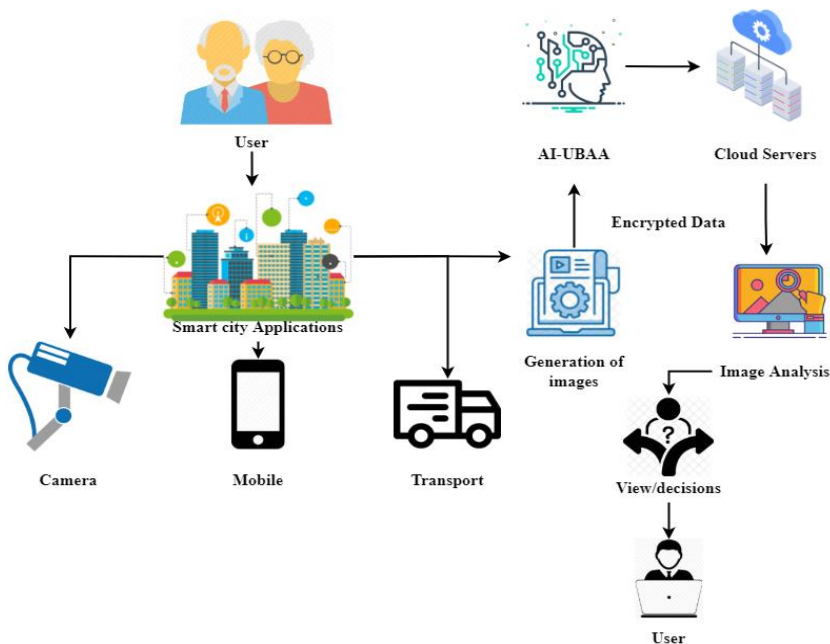 User
AI-UBAA
Cloud Servers
Encrypted Data
Smart city Applications
Generation of
images
Image Analysis
Camera
Mobile
Transport
View/decisions
User